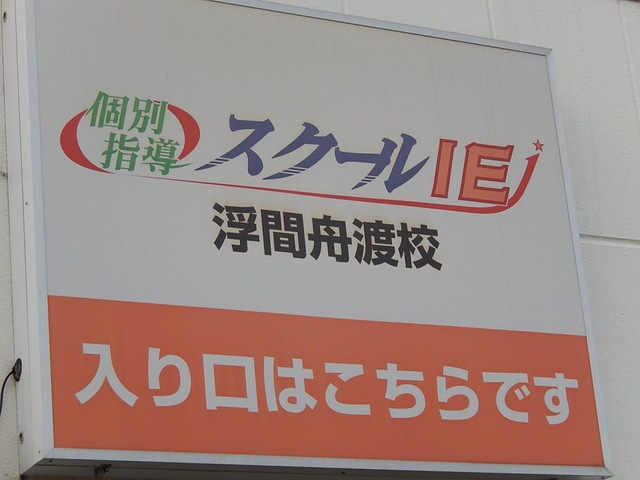 個別
指導
スクールIE
浮間舟渡校
入り口はこちらです